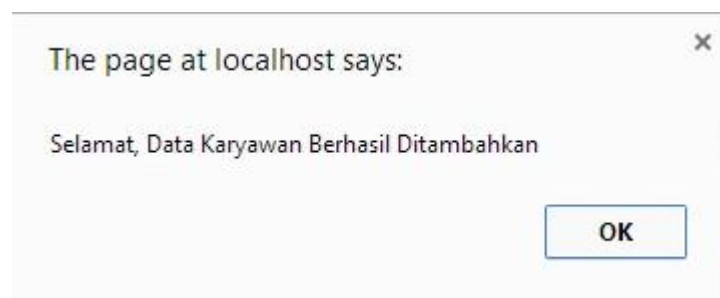 The page at localhost says:
Selamat, Data Karyawan Berhasil Ditambahkan
OK